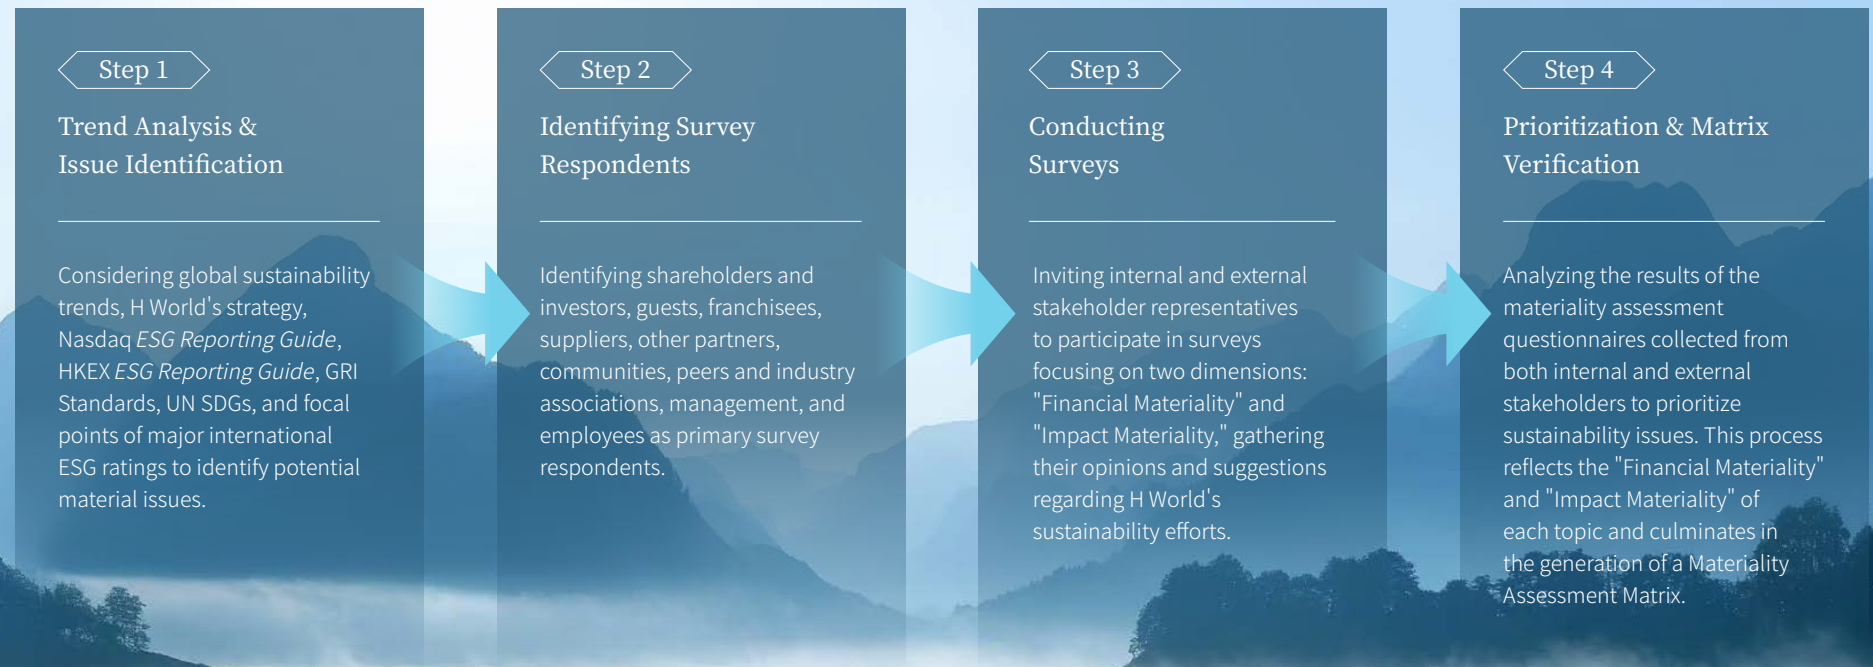 Step 1
Trend Analysis &
Issue Identification
Considering global sustainability
trends, H World's strategy,
Nasdaq ESG Reporting Guide,
HKEX ESG Reporting Guide, GRI
Standards, UN SDGs, and focal
points of major international
ESG ratings to identify potential
material issues.
Step 2
Identifying Survey
Respondents
Identifying shareholders and
investors, guests, franchisees,
suppliers, other partners,
communities, peers and industry
associations, management, and
employees as primary survey
respondents.
Step 3
Conducting
Surveys
Inviting internal and external
stakeholder representatives
to participate in surveys
focusing on two dimensions:
"Financial Materiality" and
"Impact Materiality," gathering
their opinions and suggestions
regarding H World's
sustainability efforts.
Step 4
Prioritization & Matrix
Verification
Analyzing the results of the
materiality assessment
questionnaires collected from
both internal and external
stakeholders to prioritize
sustainability issues. This process
reflects the "Financial Materiality"
and "Impact Materiality" of
each topic and culminates in
the generation of a Materiality
Assessment Matrix.